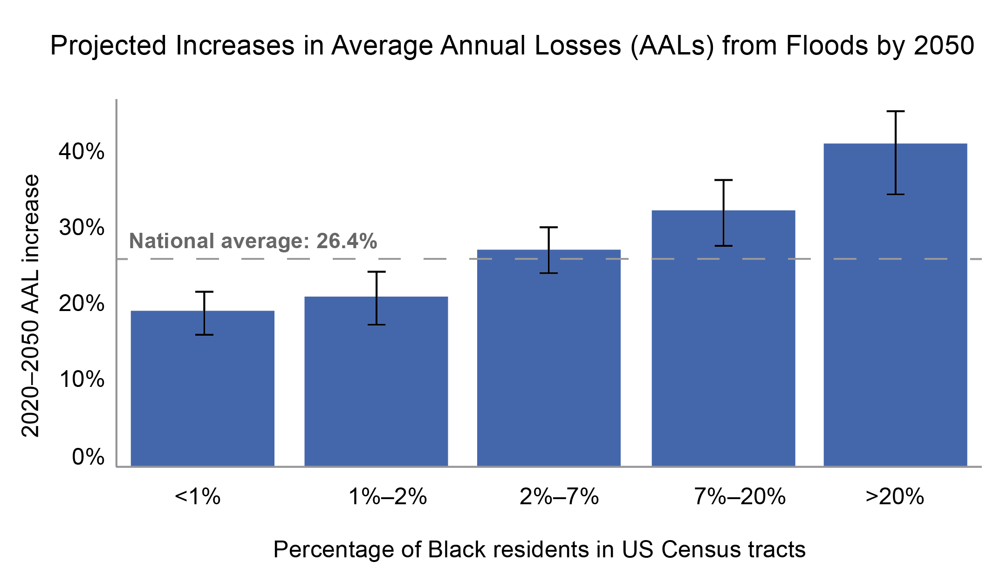 Projected Increases in Average Annual Losses (AALs) from Floods by 2050
2020–2050 AAL increase
40%
30%
20%
10%
0%
National average: 26.4%
<1%
1%–2%
2%–7%
7%–20%
>20%
Percentage of Black residents in US Census tracts